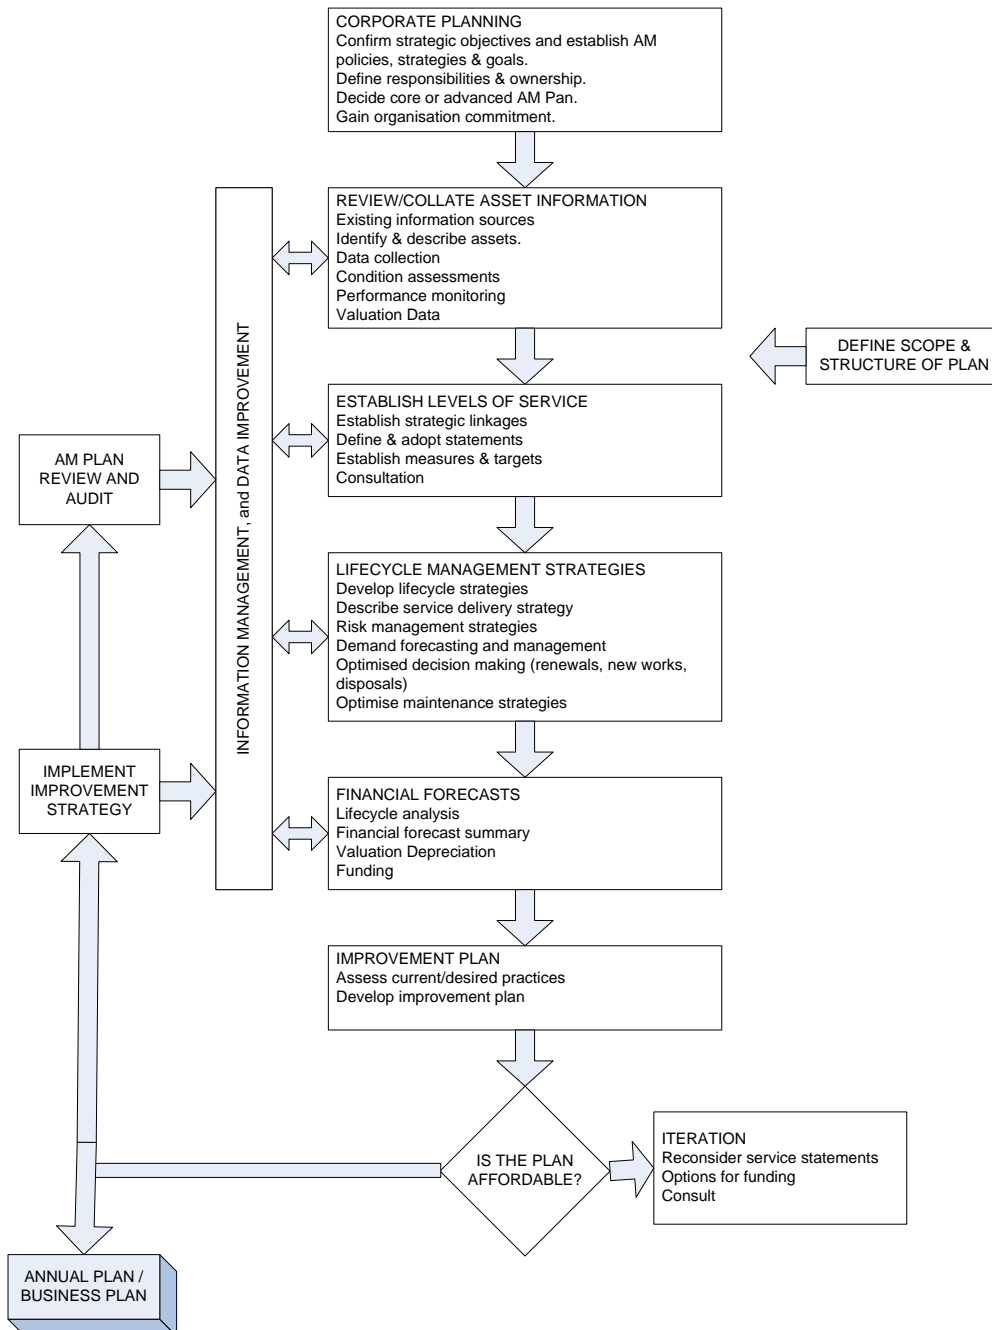 CORPORATE PLANNING
Confirm strategic objectives and establish AM
policies, strategies & goals.
Define responsibilities & ownership.
Decide core or advanced AM Pan.
Gain organisation commitment.
REVIEW/COLLATE ASSET INFORMATION
Existing information sources
Identify & describe assets.
Data collection
Condition assessments
Performance monitoring
Valuation Data
DEFINE SCOPE &
STRUCTURE OF PLAN
INFORMATION MANAGEMENT, and DATA IMPROVEMENT
ESTABLISH LEVELS OF SERVICE
Establish strategic linkages
Define & adopt statements
Establish measures & targets
Consultation
AM PLAN
REVIEW AND
AUDIT
LIFECYCLE MANAGEMENT STRATEGIES
Develop lifecycle strategies
Describe service delivery strategy
Risk management strategies
Demand forecasting and management
Optimised decision making (renewals, new works,
disposals)
Optimise maintenance strategies
IMPLEMENT
IMPROVEMENT
STRATEGY
FINANCIAL FORECASTS
Lifecycle analysis
Financial forecast summary
Valuation Depreciation
Funding
IMPROVEMENT PLAN
Assess current/desired practices
Develop improvement plan
IS THE PLAN
AFFORDABLE?
ITERATION
Reconsider service statements
Options for funding
Consult
ANNUAL PLAN /
BUSINESS PLAN